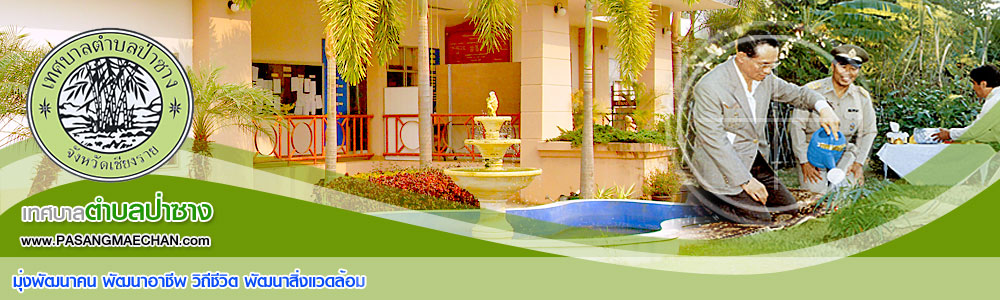 เทศบาลตำบลป่าซาง
จังหวัดเชียงราย
เทศบาลตำบลป่าซาง
www.PASANGMAECHAN.com
มุ่งพัฒนาคน พัฒนาอาชีพ วิถีชีวิต พัฒนาสิ่งแวดล้อม